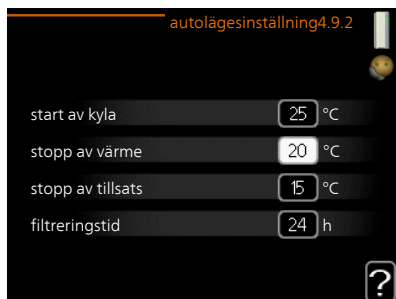 autolägesinställning4.9.2
start av kyla 25 °C
stopp av värme 20 °C
stopp av tillsats 15 °C
filtreringstid 24 h
?